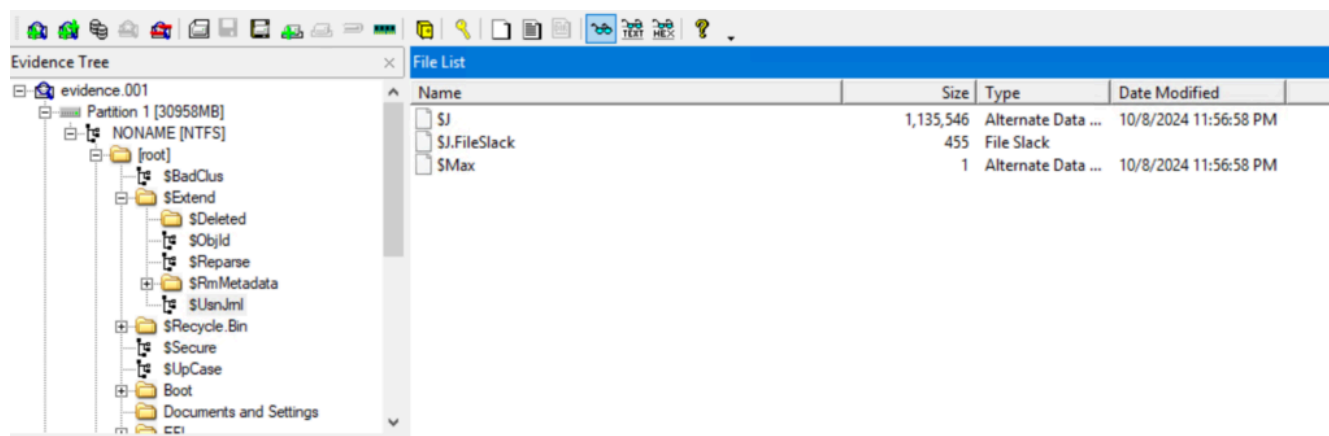 TEXT HEX
Evidence Tree
File List
evidence.001
Partition 1 [30958MB]
NONAME [NTFS]
[root]
$BadClus
$Extend
$Deleted
$ObjId
$Reparse
$RmMetadata
$UsnJrnl
$Recycle.Bin
$Secure
$UpCase
Boot
Documents and Settings
EFI
Name Size Type Date Modified
$J 1,135,546 Alternate Data ... 10/8/2024 11:56:58 PM
$J.FileSlack 455 File Slack
$Max 1 Alternate Data ... 10/8/2024 11:56:58 PM